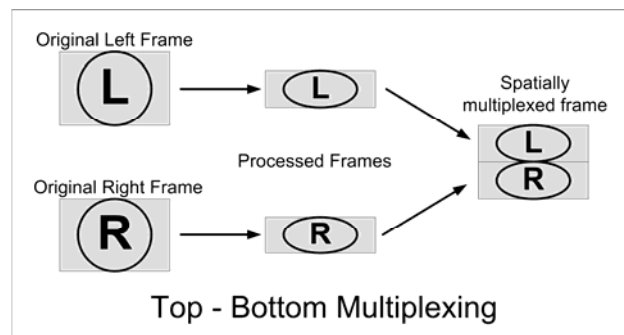 Original Left Frame
L
L
Spatially
multiplexed frame
L
R
Processed Frames
Original Right Frame
R
R
Top - Bottom Multiplexing